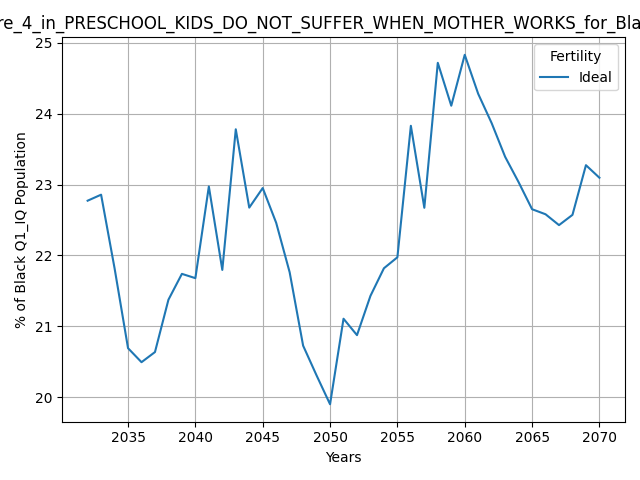 re_4_in_PRESCHOOL_KIDS_DO_NOT_SUFFER_WHEN_MOTHER_WORKS_for_Bla
25
24
23
22
21
20
% of Black Q1_IQ Population
Fertility
Ideal
2035 2040 2045 2050 2055 2060 2065 2070
Years